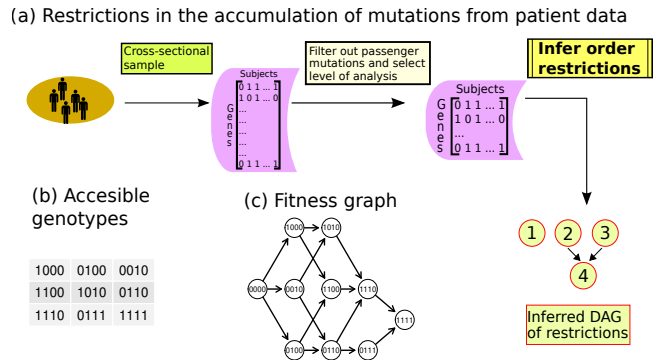 (a) Restrictions in the accumulation of mutations from patient data
Cross-sectional
sample
Subjects
Genes
0 1 1 ... 1
1 0 1 ... 0
...
...
...
...
...
0 1 1 ... 1
Filter out passenger
mutations and select
level of analysis
Subjects
Genes
0 1 1 ... 1
1 0 1 ... 0
...
0 1 1 ... 1
Infer order
restrictions
1 2 3
4
Inferred DAG
of restrictions
(b) Accesible
genotypes
1000 0100 0010
1100 1010 0110
1110 0111 1111
(c) Fitness graph
1000 1010
0000 0010 1100 1110
1111
0100 0110 0111